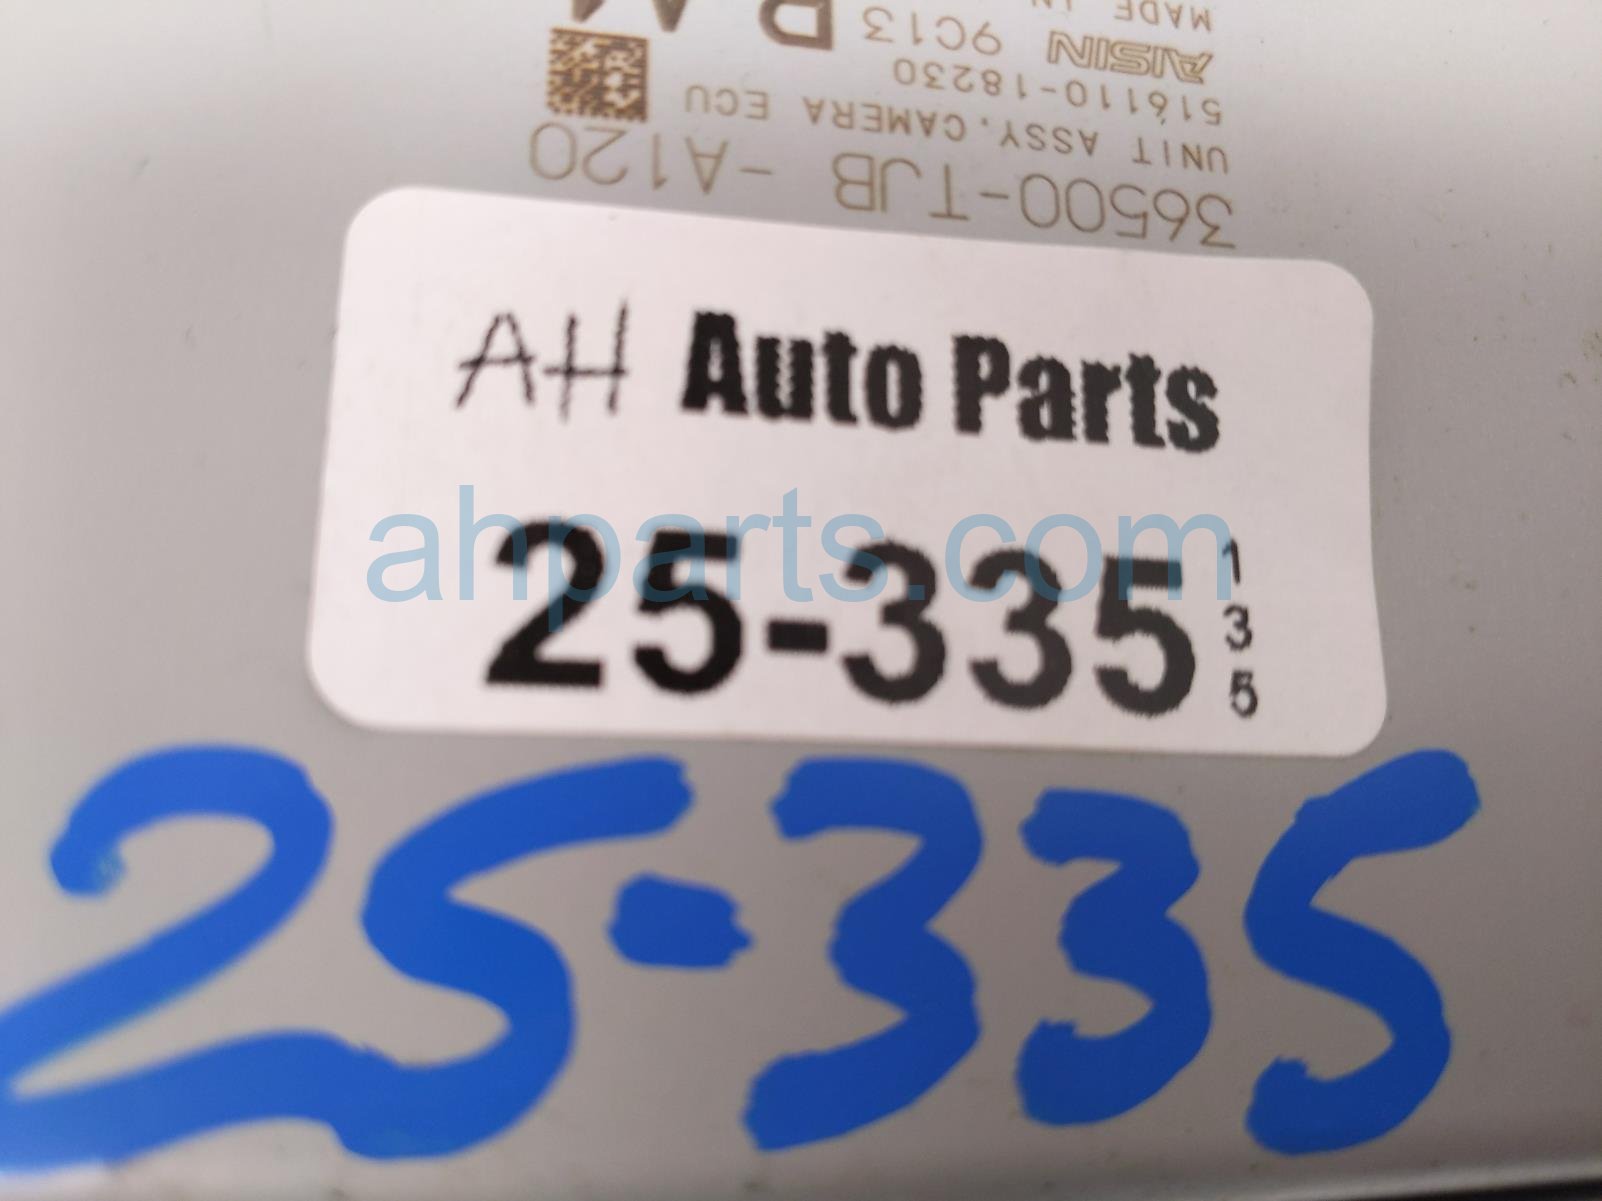 36500-TJB -A120
UNIT ASSY.CAMERA ECU
516110-18230
AISIN 9C13
MADE IN
AH Auto Parts
25-335
1
3
5
ahparts.com
25-335